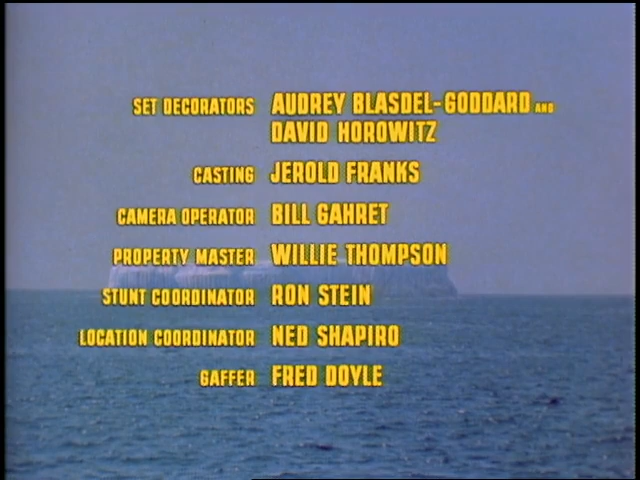 SET DECORATORS AUDREY BLASDEL-GODDARD AND
DAVID HOROWITZ
CASTING JEROLD FRANKS
CAMERA OPERATOR BILL GAHRET
PROPERTY MASTER WILLIE THOMPSON
STUNT COORDINATOR RON STEIN
LOCATION COORDINATOR NED SHAPIRO
GAFFER FRED DOYLE